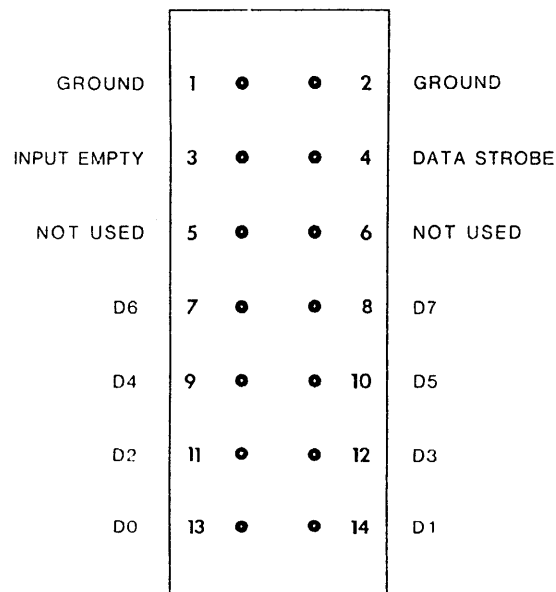 GROUND 1 2 GROUND
INPUT EMPTY 3 4 DATA STROBE
NOT USED 5 6 NOT USED
D6 7 8 D7
D4 9 10 D5
D2 11 12 D3
D0 13 14 D1